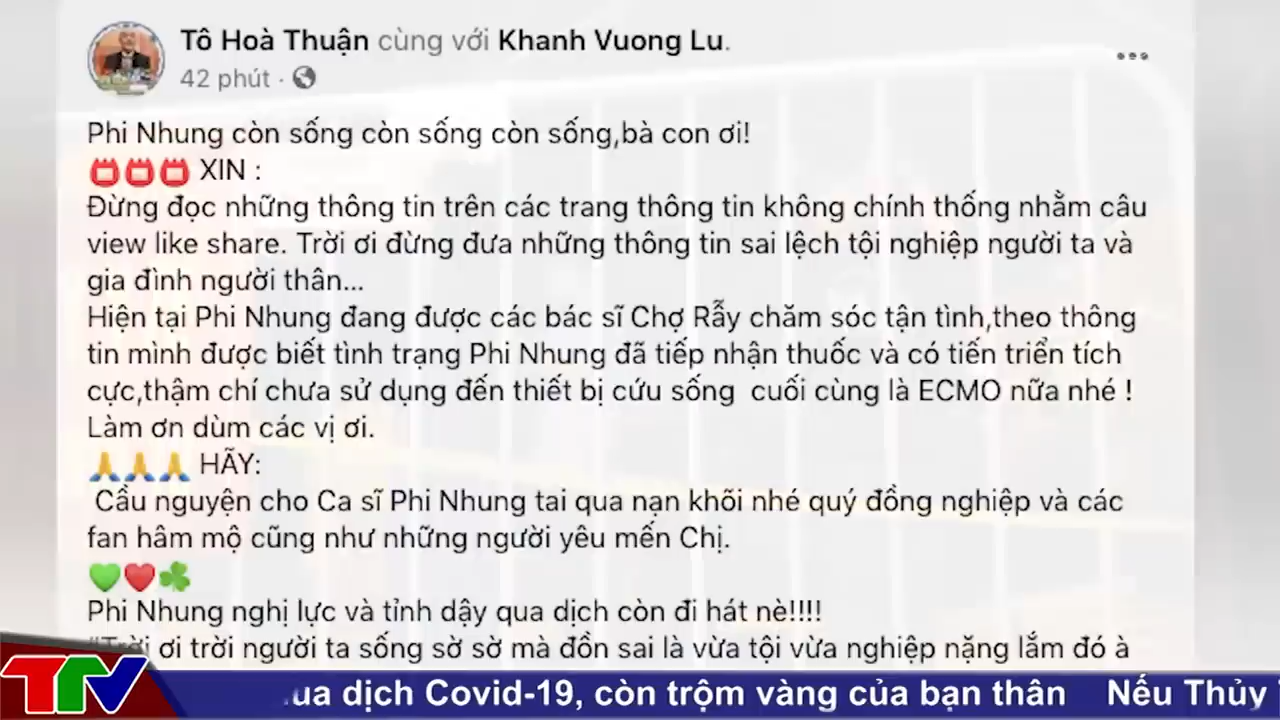 Tô Hoà Thuận cùng với Khanh Vuong Lu.
42 phút ·
Phi Nhung còn sống còn sống còn sống,bà con ơi!
XIN :
Đừng đọc những thông tin trên các trang thông tin không chính thống nhằm câu
view like share. Trời ơi đừng đưa những thông tin sai lệch tội nghiệp người ta và
gia đình người thân...
Hiện tại Phi Nhung đang được các bác sĩ Chợ Rẫy chăm sóc tận tình,theo thông
tin mình được biết tình trạng Phi Nhung đã tiếp nhận thuốc và có tiến triển tích
cực,thậm chí chưa sử dụng đến thiết bị cứu sống cuối cùng là ECMO nữa nhé !
Làm ơn dùm các vị ơi.
🙏🙏🙏 HÃY:
Cầu nguyện cho Ca sĩ Phi Nhung tai qua nạn khõi nhé quý đồng nghiệp và các
fan hâm mộ cũng như những người yêu mến Chị.
💚❤️☘️
Phi Nhung nghị lực và tỉnh dậy qua dịch còn đi hát nè!!!!
"Trời ơi trời người ta sống sờ sờ mà đồn sai là vừa tội vừa nghiệp nặng lắm đó à
TTV
dịch Covid-19, còn trộm vàng của bạn thân Nếu Thủy